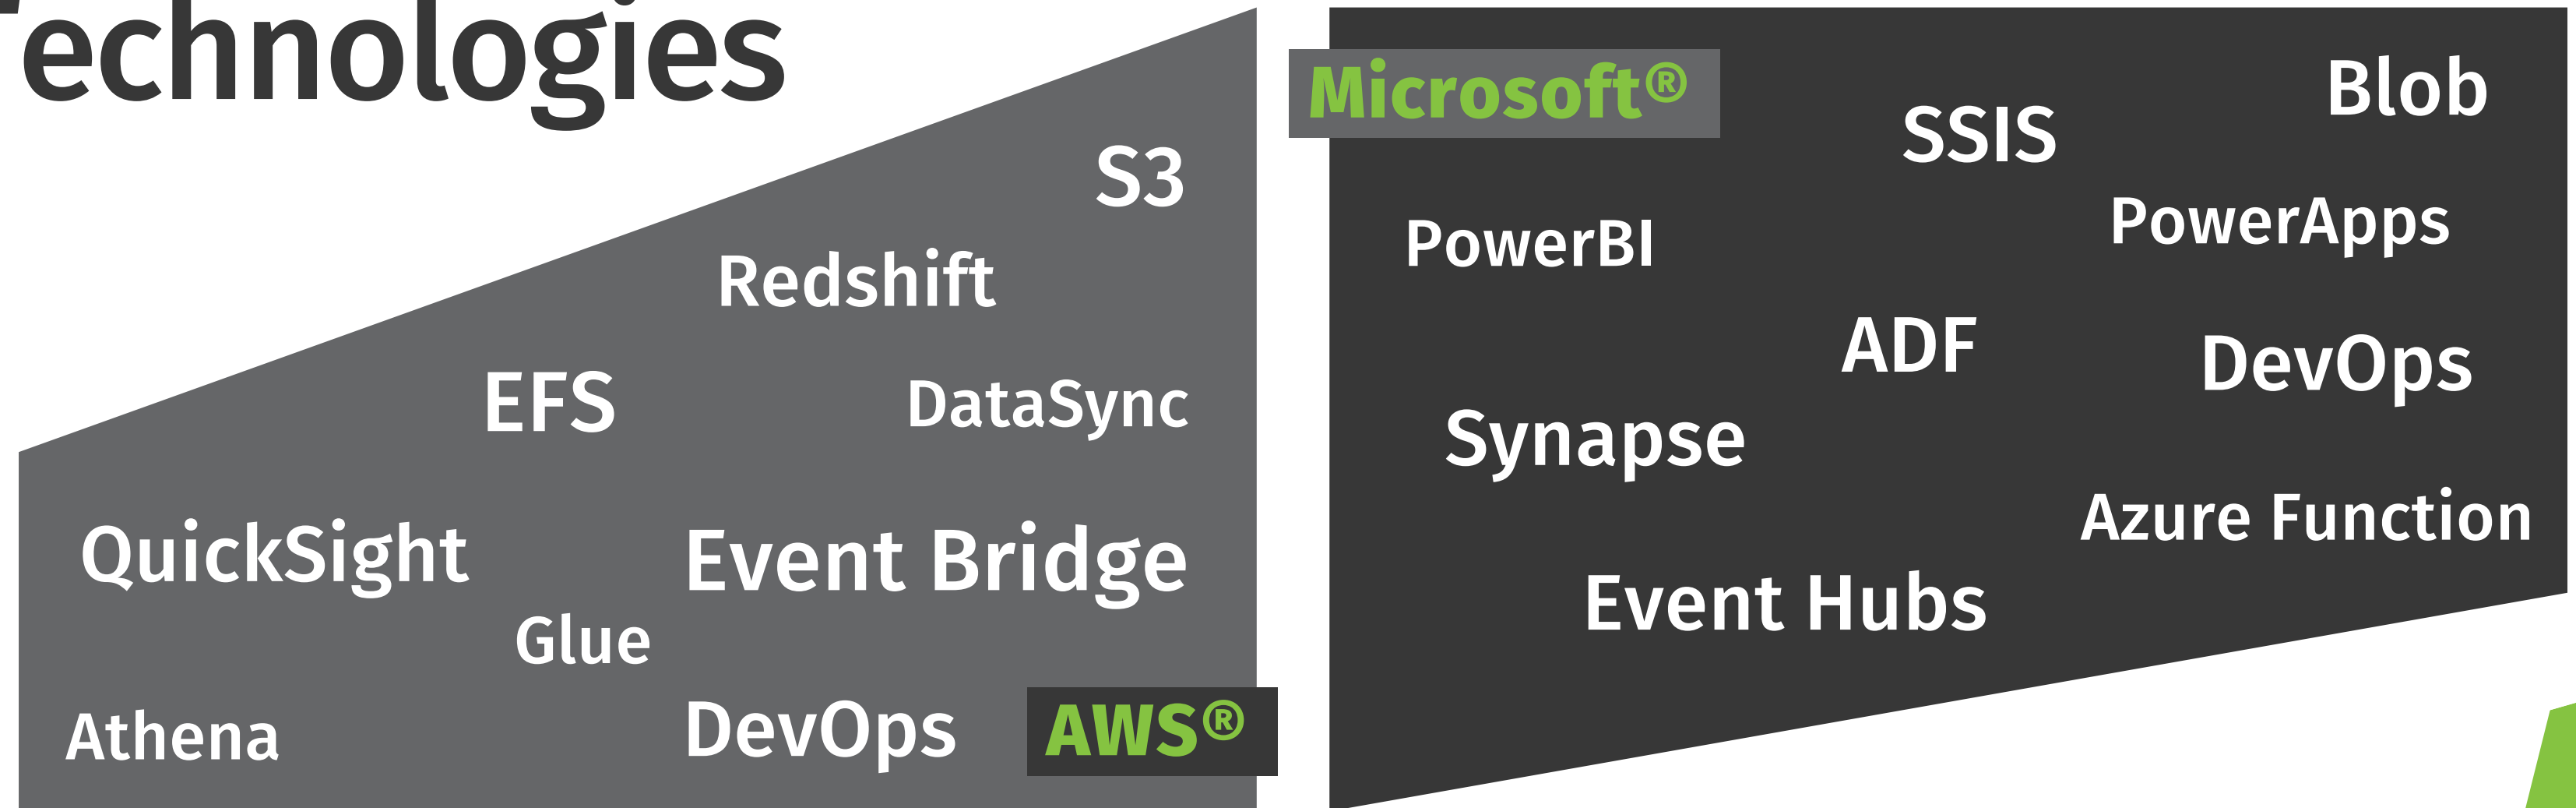 Technologies
S3
Redshift
EFS
DataSync
QuickSight
Event Bridge
Glue
Athena
DevOps
AWS®
Microsoft®
Blob
SSIS
PowerApps
PowerBI
ADF
DevOps
Synapse
Azure Function
Event Hubs